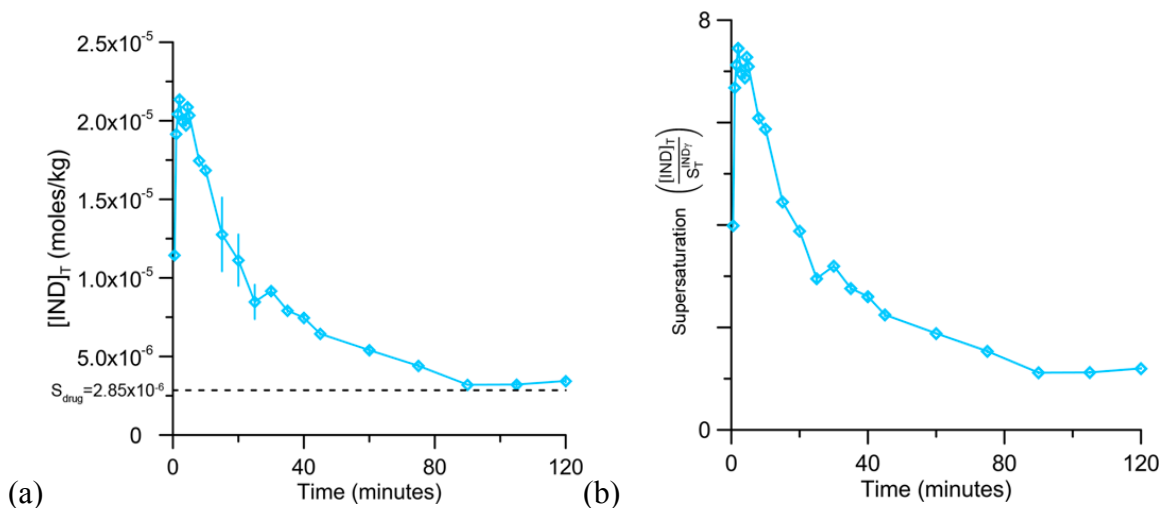 2.5x10⁻⁵
2.0x10⁻⁵
1.5x10⁻⁵
1.0x10⁻⁵
5.0x10⁻⁶
S_drug=2.85x10⁻⁶
0
[IND]_T (moles/kg)
0 40 80 120
Time (minutes)
(a)
8
0
Supersaturation ([IND]_T / S_T^INDγ)
0 40 80 120
Time (minutes)
(b)